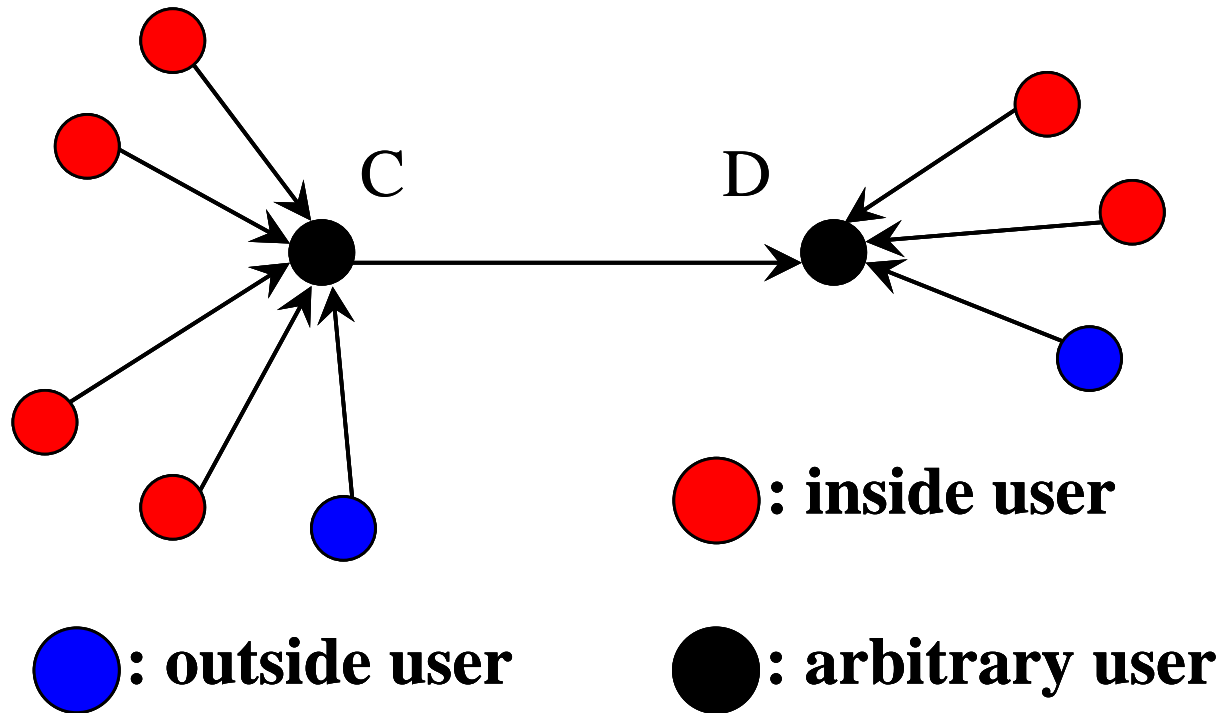 C
D
: inside user
: outside user
: arbitrary user